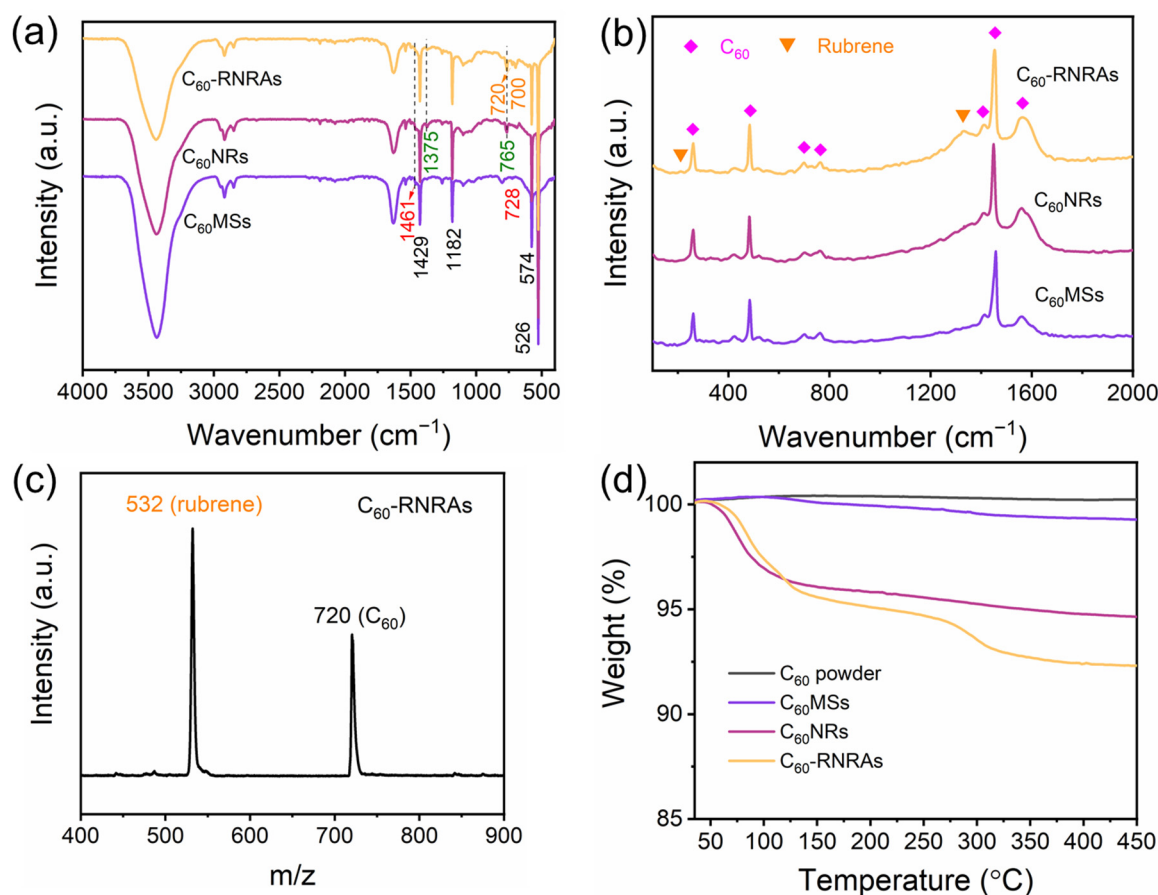 (a)
C₆₀-RNRAs
C₆₀NRs
C₆₀MSs
720
700
1375
765
1461
728
1429
1182
574
526
Intensity (a.u.)
4000 3500 3000 2500 2000 1500 1000 500
Wavenumber (cm⁻¹)
(b)
C₆₀
Rubrene
C₆₀-RNRAs
C₆₀NRs
C₆₀MSs
Intensity (a.u.)
400 800 1200 1600 2000
Wavenumber (cm⁻¹)
(c)
532 (rubrene)
C₆₀-RNRAs
720 (C₆₀)
Intensity (a.u.)
400 500 600 700 800 900
m/z
(d)
100
95
90
85
Weight (%)
C₆₀ powder
C₆₀MSs
C₆₀NRs
C₆₀-RNRAs
50 100 150 200 250 300 350 400 450
Temperature (°C)